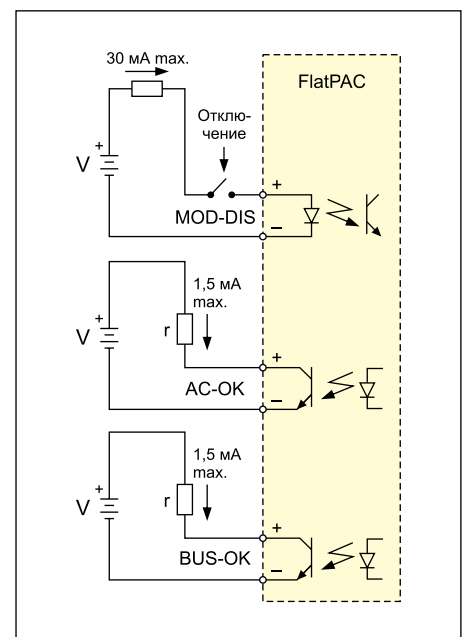 30 мА max.
FlatPAC
Отклю-
чение
+
V
+
MOD-DIS
−
1,5 мА
max.
+
V
r
+
AC-OK
−
1,5 мА
max.
+
V
r
+
BUS-OK
−